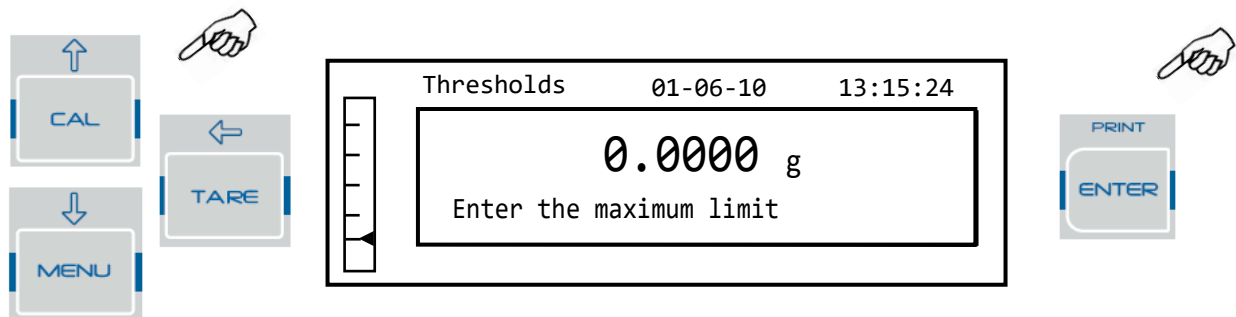 CAL
MENU
TARE
Thresholds 01-06-10 13:15:24
0.0000 g
Enter the maximum limit
PRINT
ENTER